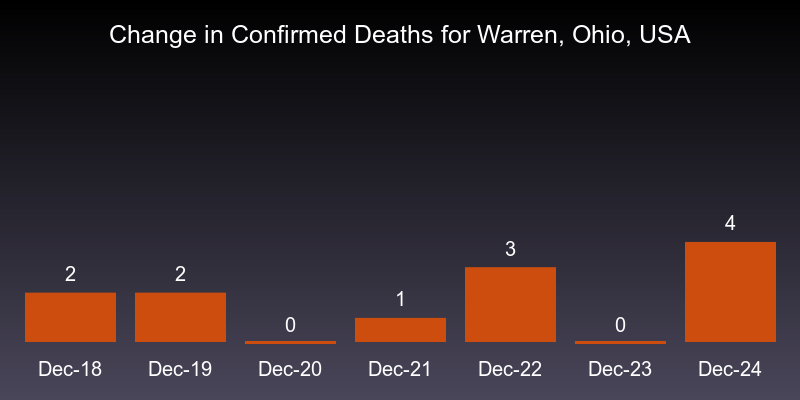 Change in Confirmed Deaths for Warren, Ohio, USA
2 2 0 1 3 0 4
Dec-18 Dec-19 Dec-20 Dec-21 Dec-22 Dec-23 Dec-24